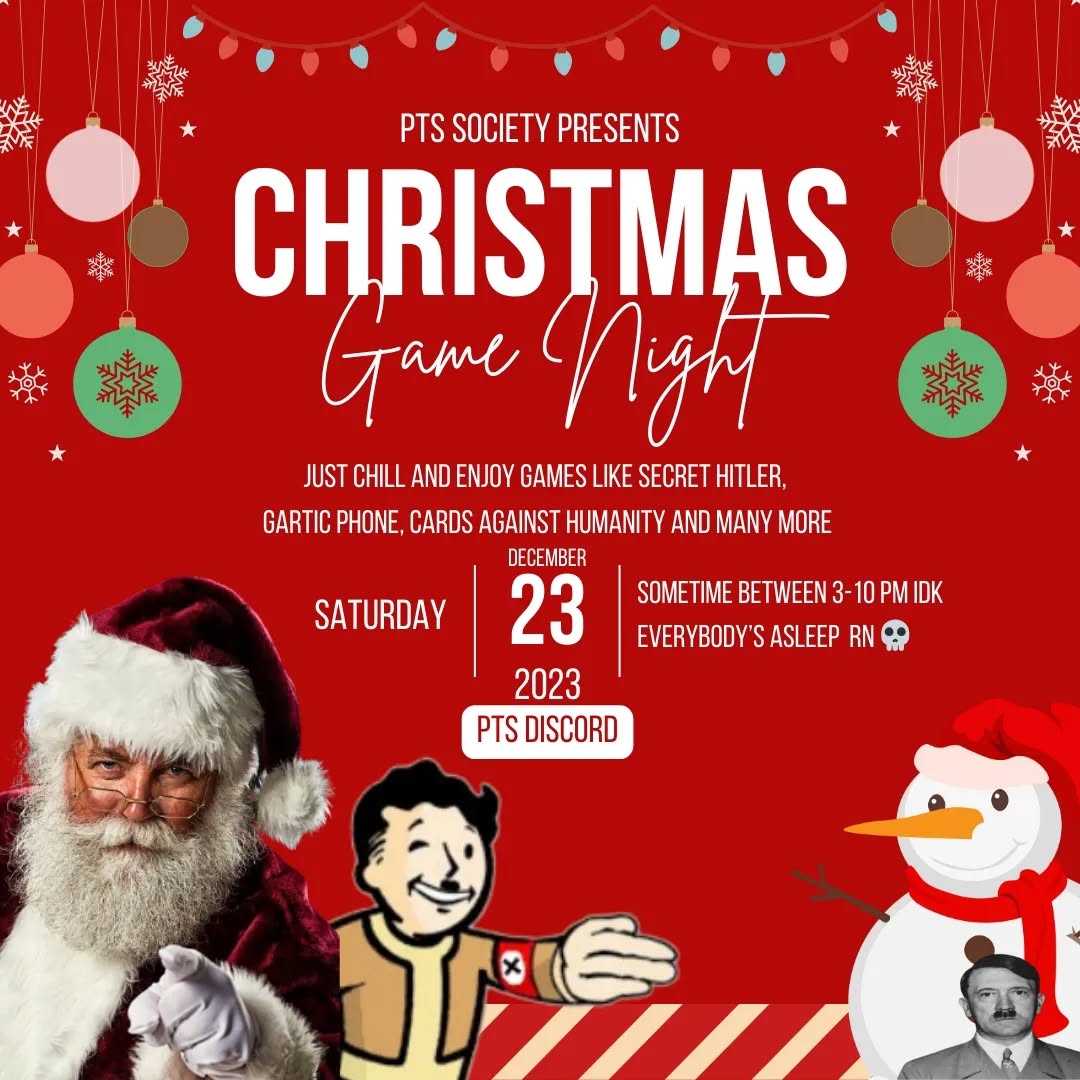 PTS SOCIETY PRESENTS
CHRISTMAS
Game Night
JUST CHILL AND ENJOY GAMES LIKE SECRET HITLER,
GARTIC PHONE, CARDS AGAINST HUMANITY AND MANY MORE
SATURDAY
DECEMBER
23
2023
SOMETIME BETWEEN 3-10 PM IDK
EVERYBODY'S ASLEEP RN 💀
PTS DISCORD